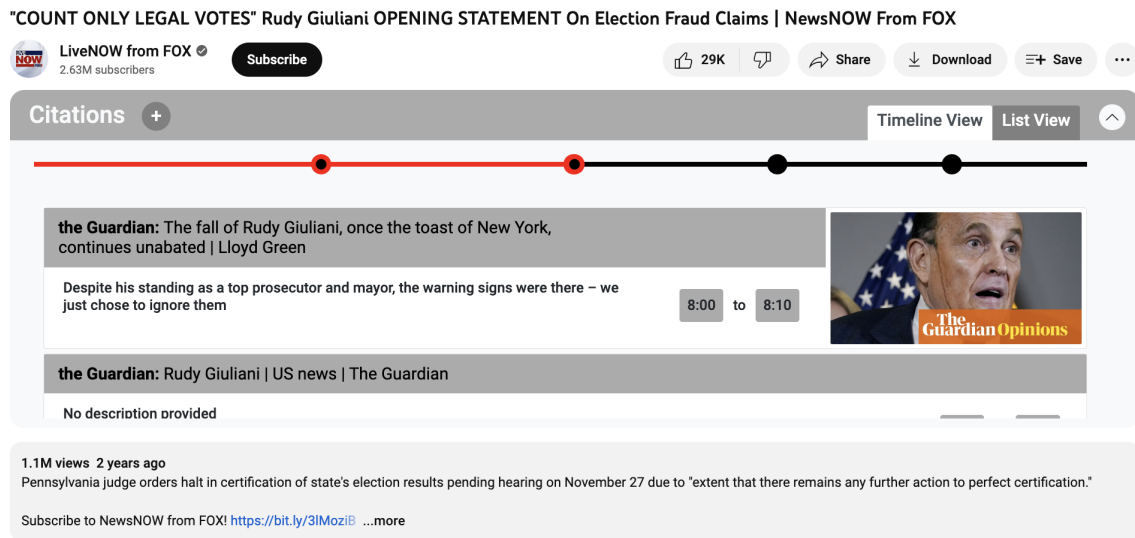 "COUNT ONLY LEGAL VOTES" Rudy Giuliani OPENING STATEMENT On Election Fraud Claims | NewsNOW From FOX
LIVE NOW
LiveNOW from FOX
2.63M subscribers
Subscribe
29K
Share
Download
Save
Citations
+
Timeline View
List View
the Guardian: The fall of Rudy Giuliani, once the toast of New York,
continues unabated | Lloyd Green
Despite his standing as a top prosecutor and mayor, the warning signs were there – we
just chose to ignore them
8:00 to 8:10
The
Guardian Opinions
the Guardian: Rudy Giuliani | US news | The Guardian
No description provided
1.1M views 2 years ago
Pennsylvania judge orders halt in certification of state's election results pending hearing on November 27 due to "extent that there remains any further action to perfect certification."
Subscribe to NewsNOW from FOX! https://bit.ly/3lMoziB ...more